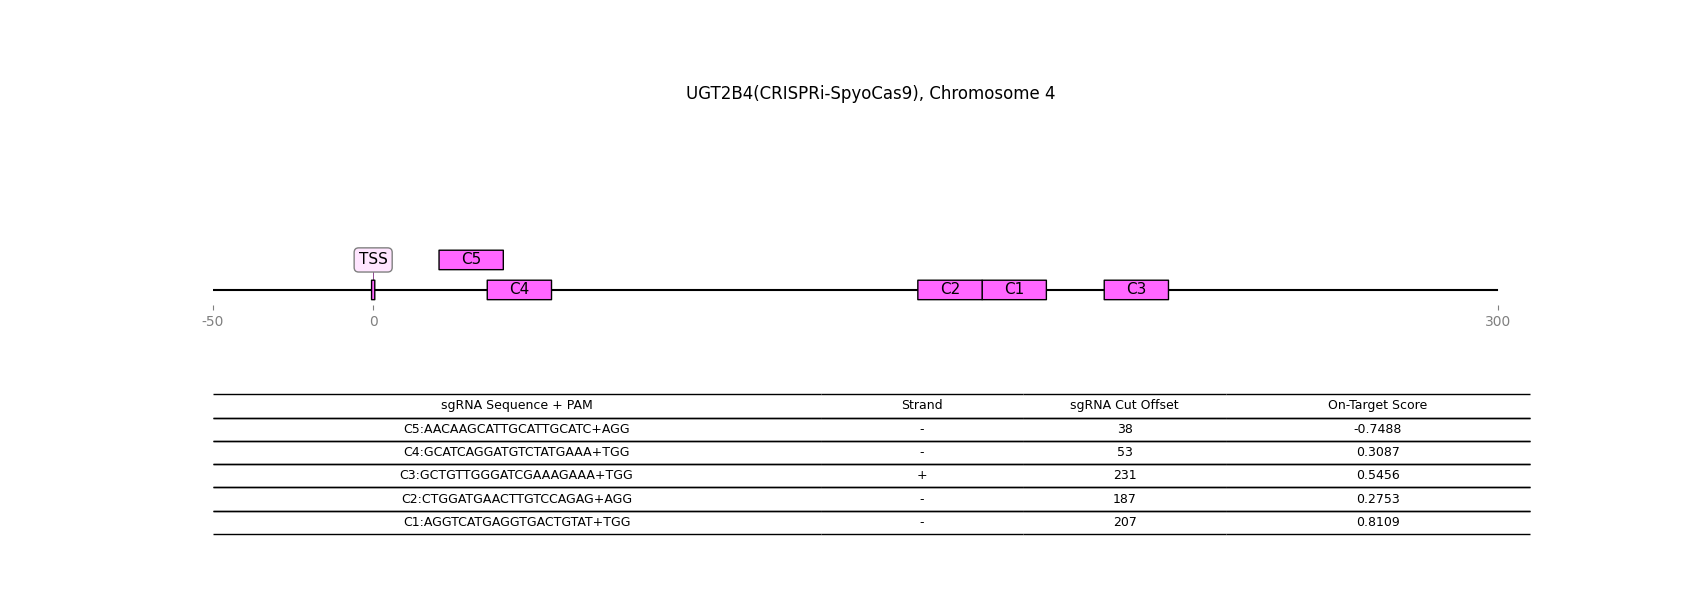 UGT2B4(CRISPRi-SpyoCas9), Chromosome 4
TSS C5
C4 C2 C1 C3
-50 0 300
sgRNA Sequence + PAM Strand sgRNA Cut Offset On-Target Score
C5:AACAAGCATTGCATTGCATC+AGG - 38 -0.7488
C4:GCATCAGGATGTCTATGAAA+TGG - 53 0.3087
C3:GCTGTTGGGATCGAAAGAAA+TGG + 231 0.5456
C2:CTGGATGAACTTGTCCAGAG+AGG - 187 0.2753
C1:AGGTCATGAGGTGACTGTAT+TGG - 207 0.8109